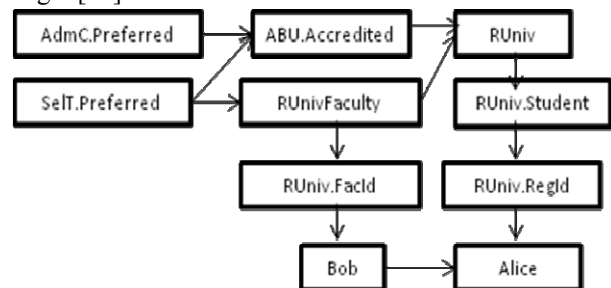 AdmC.Preferred ABU.Accredited RUniv
SelT.Preferred RUnivFaculty RUniv.Student
RUniv.FacId RUniv.RegId
Bob Alice